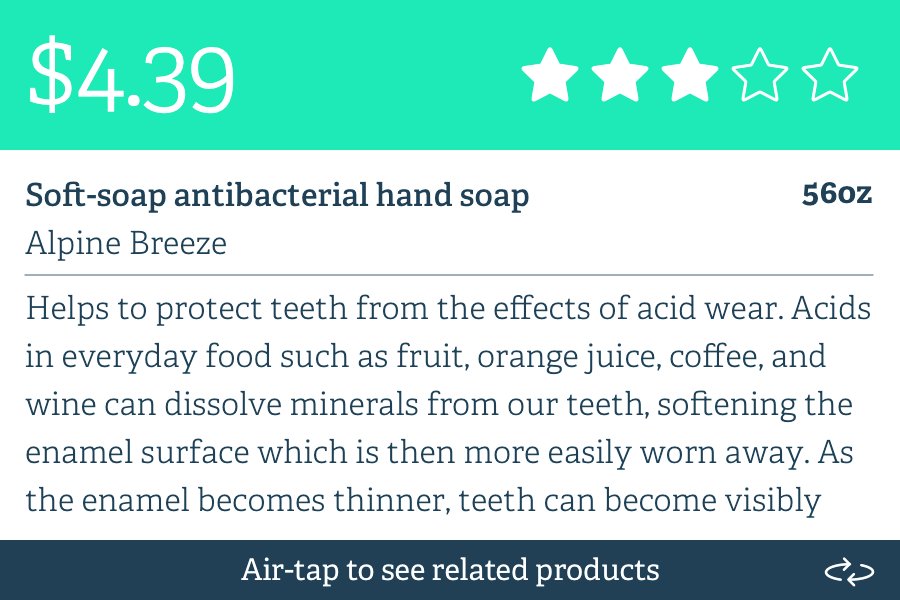 $4.39
Soft-soap antibacterial hand soap
56oz
Alpine Breeze
Helps to protect teeth from the effects of acid wear. Acids
in everyday food such as fruit, orange juice, coffee, and
wine can dissolve minerals from our teeth, softening the
enamel surface which is then more easily worn away. As
the enamel becomes thinner, teeth can become visibly
Air-tap to see related products